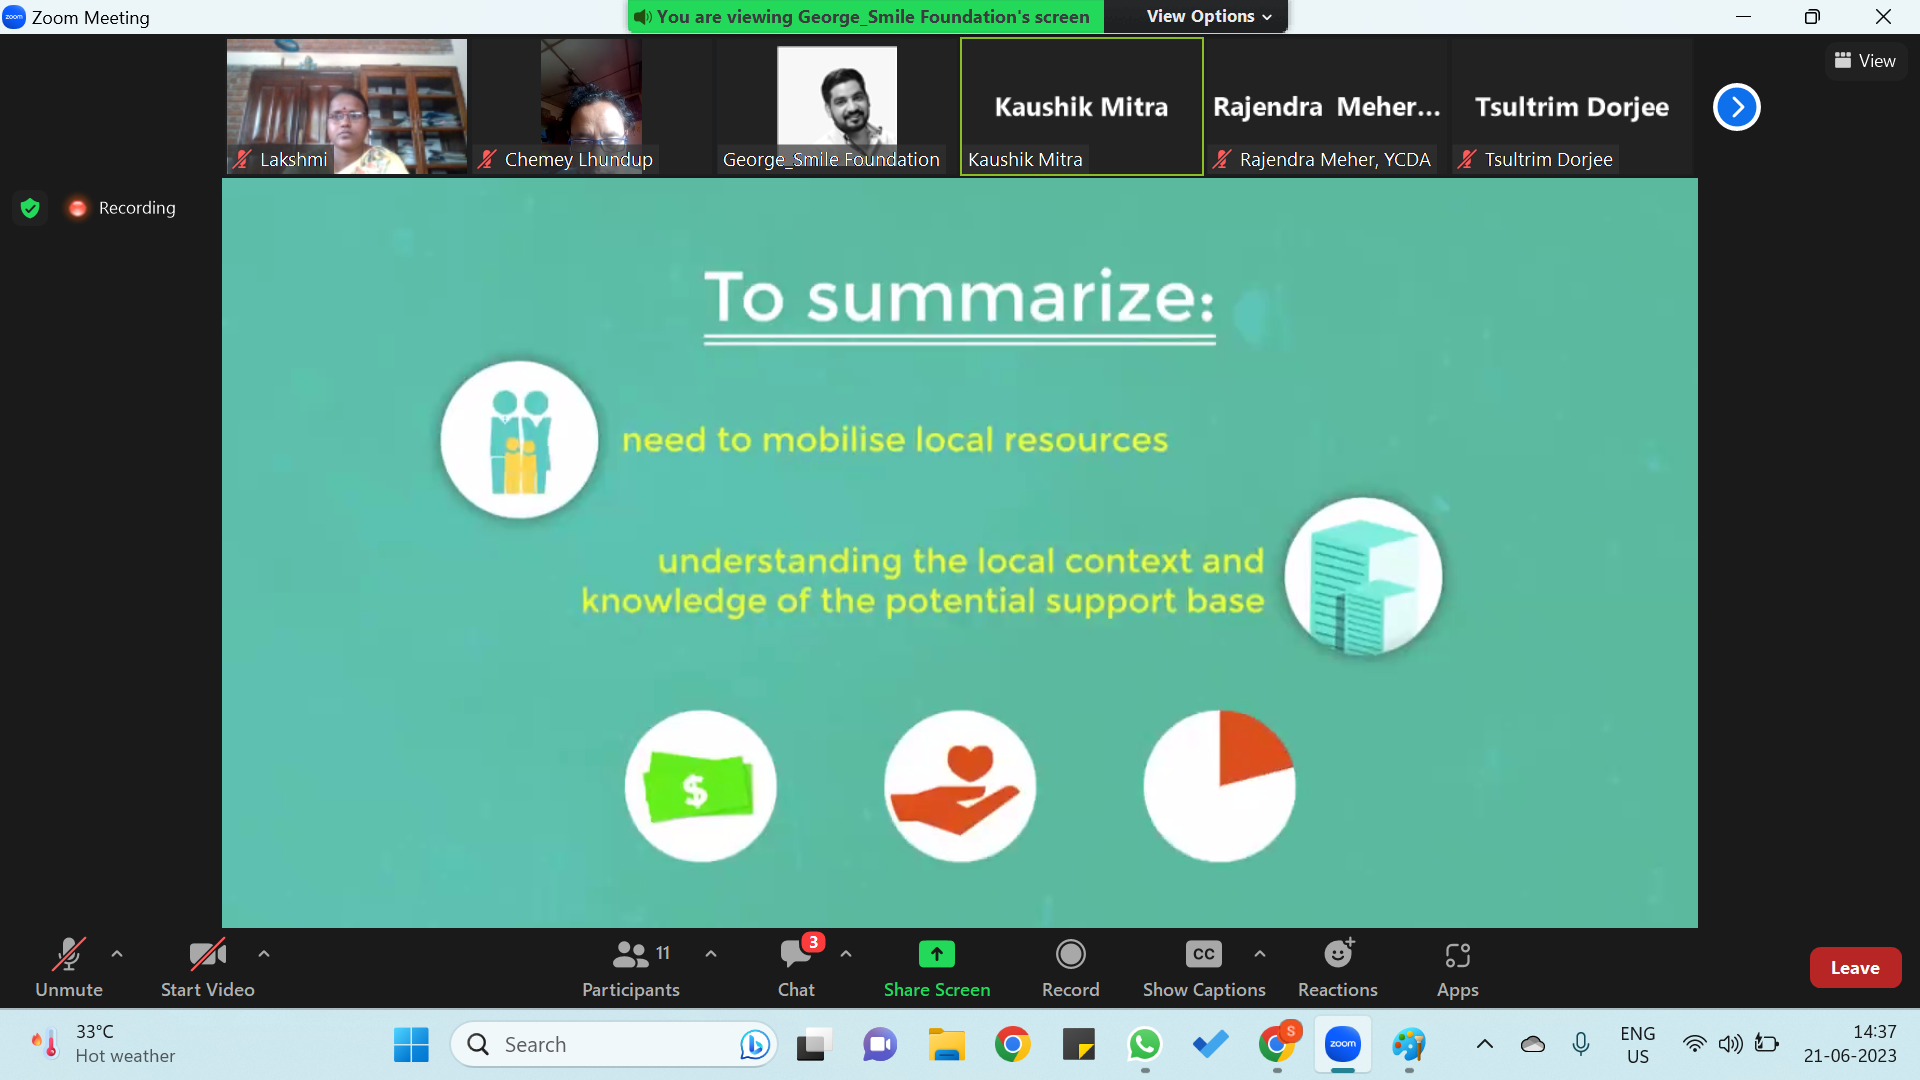 zoom
Zoom Meeting
You are viewing George_Smile Foundation's screen
View Options
View
Lakshmi
Chemey Lhundup
George_Smile Foundation
Kaushik Mitra
Kaushik Mitra
Rajendra Meher...
Rajendra Meher, YCDA
Tsultrim Dorjee
Tsultrim Dorjee
Recording
To summarize:
need to mobilise local resources
understanding the local context and
knowledge of the potential support base
$
Unmute
Start Video
11
Participants
3
Chat
Share Screen
Record
CC
Show Captions
Reactions
Apps
Leave
33°C
Hot weather
Search
S
zoom
ENG
US
14:37
21-06-2023